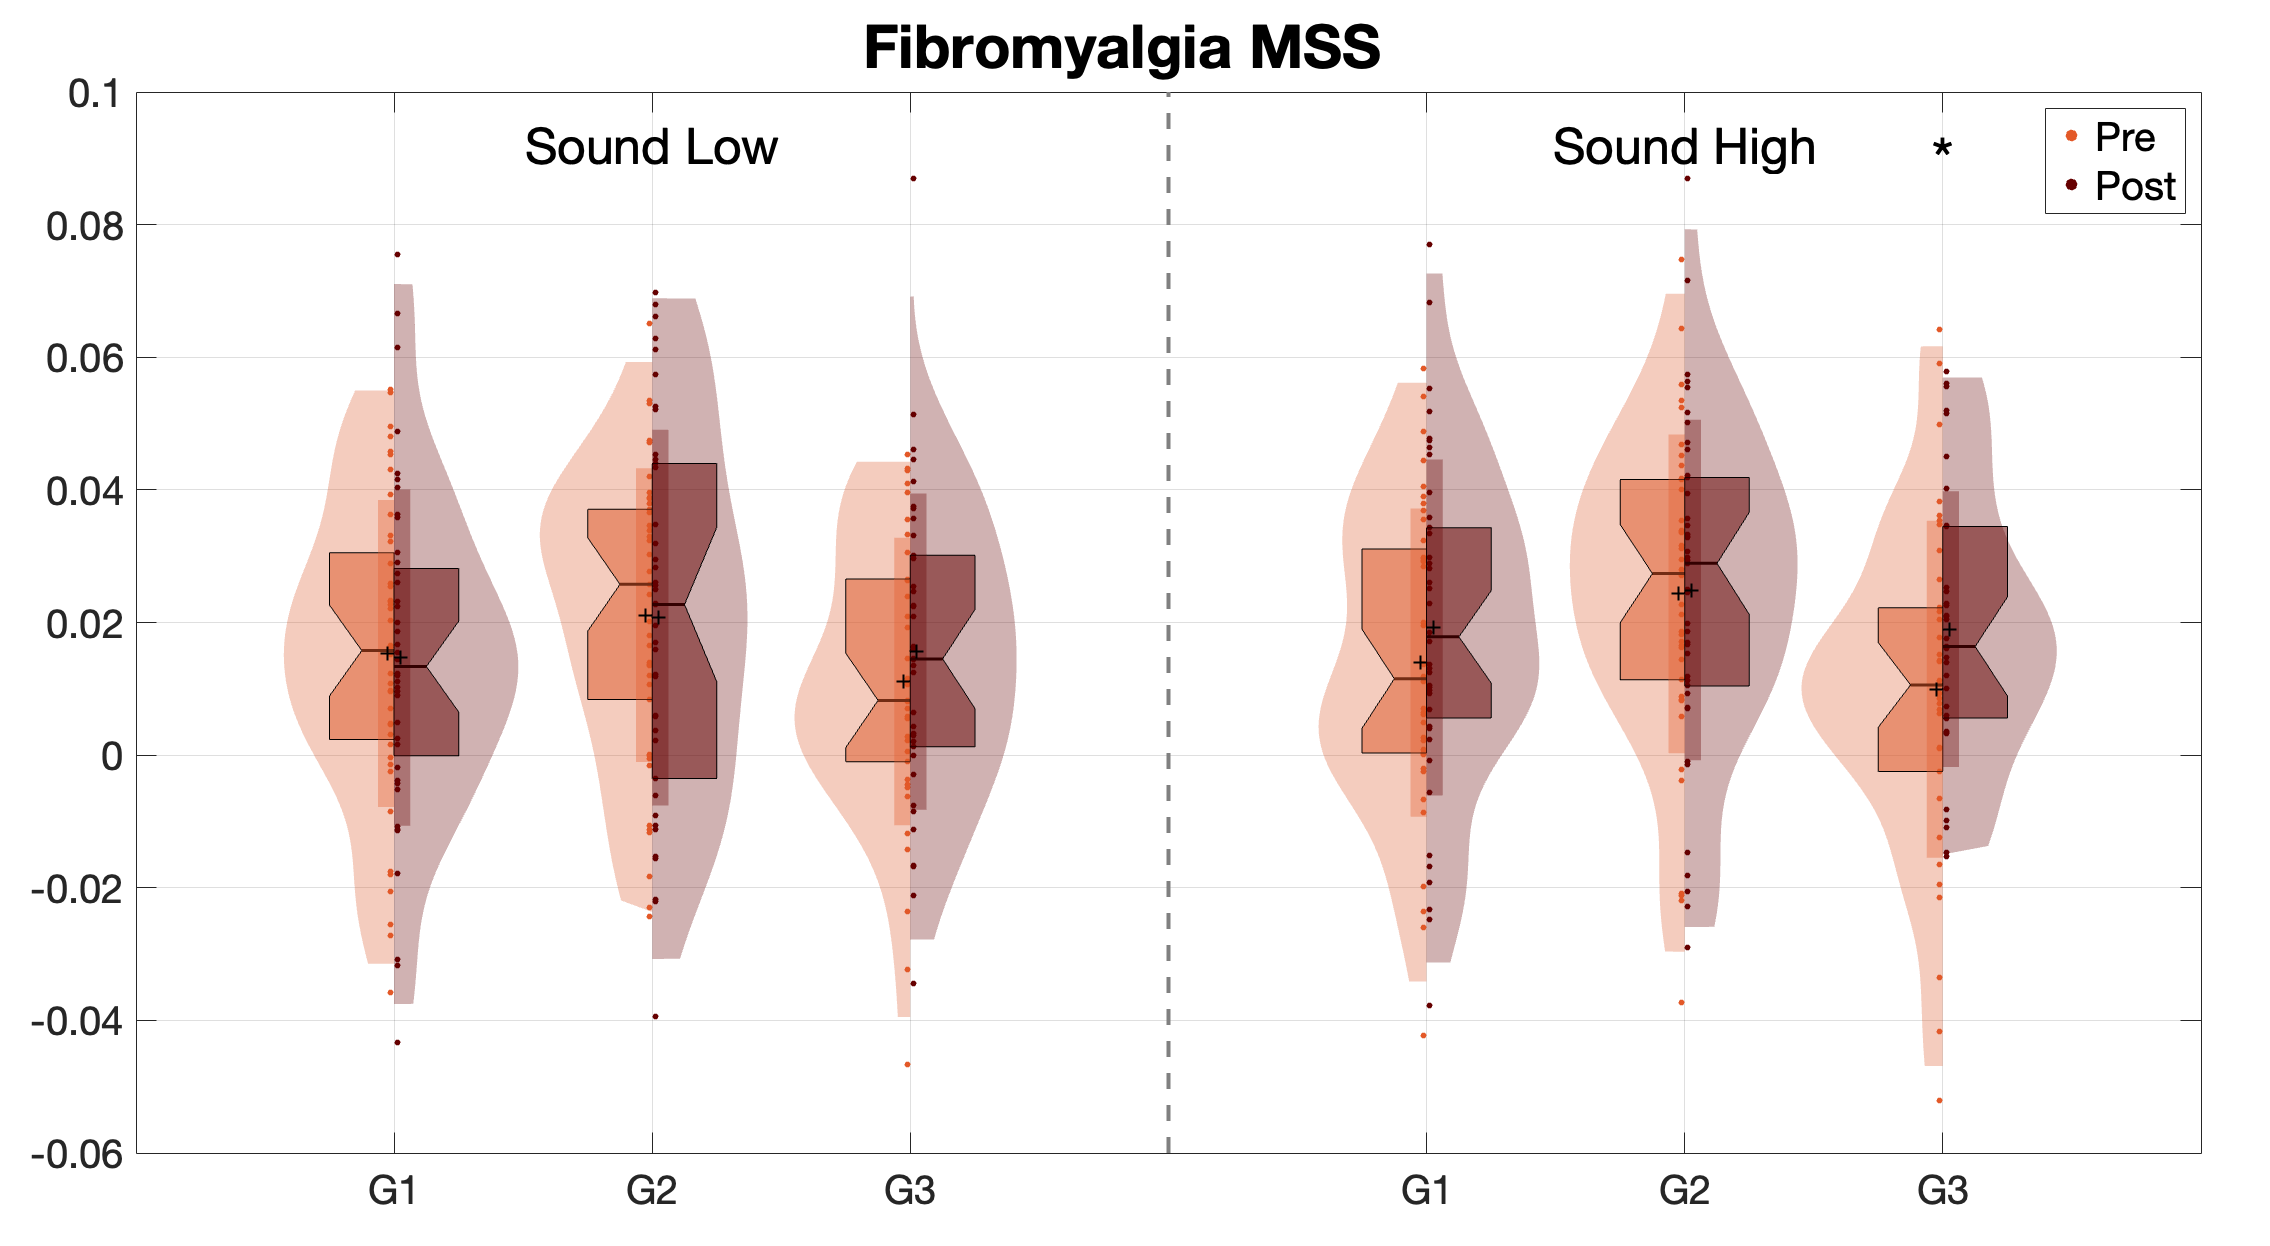 Fibromyalgia MSS
Sound Low
Sound High
*
Pre
Post
0.1
0.08
0.06
0.04
0.02
0
-0.02
-0.04
-0.06
G1 G2 G3 G1 G2 G3